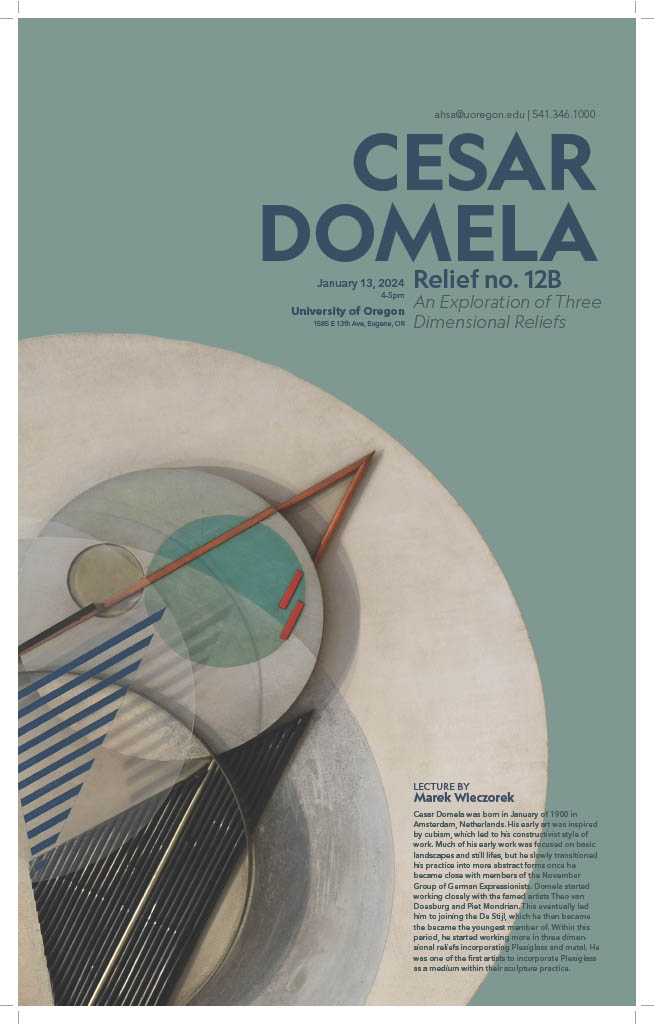 ahsa@uoregon.edu | 541.346.1000
CESAR
DOMELA
January 13, 2024
4-5pm
University of Oregon
1585 E 13th Ave, Eugene, OR
Relief no. 12B
An Exploration of Three
Dimensional Reliefs
LECTURE BY
Marek Wieczorek
Cesar Domela was born in January of 1900 in
Amsterdam, Netherlands. His early art was inspired
by cubism, which led to his constructivist style of
work. Much of his early work was focused on basic
landscapes and still lifes, but he slowly transitioned
his practice into more abstract forms once he
became close with members of the November
Group of German Expressionists. Domela started
working closely with the famed artists Theo van
Doesburg and Piet Mondrian. This eventually led
him to joining the De Stijl, which he then became
the became the youngest member of. Within this
period, he started working more in three dimen-
sional reliefs incorporating Plexiglass and metal. He
was one of the first artists to incorporate Plexiglass
as a medium within their sculpture practice.